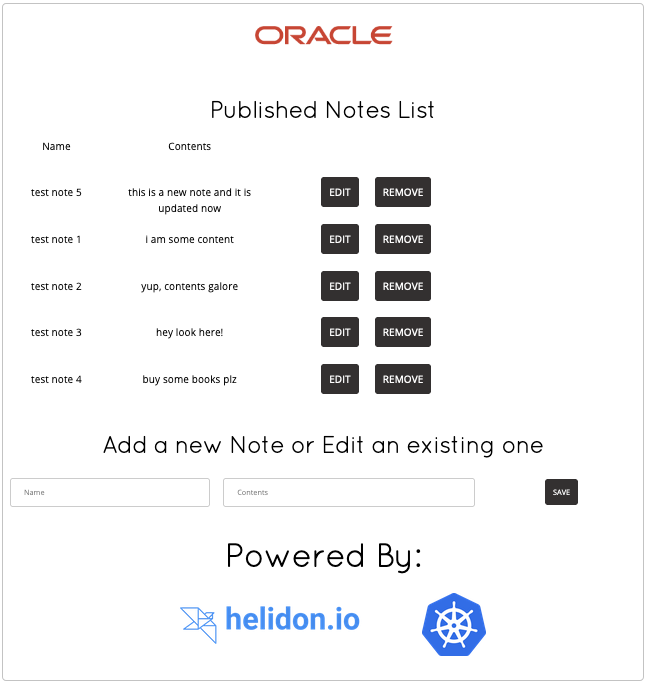 ORACLE
Published Notes List
Name Contents
test note 5 this is a new note and it is EDIT REMOVE
updated now
test note 1 i am some content EDIT REMOVE
test note 2 yup, contents galore EDIT REMOVE
test note 3 hey look here! EDIT REMOVE
test note 4 buy some books plz EDIT REMOVE
Add a new Note or Edit an existing one
Name Contents SAVE
Powered By:
helidon.io